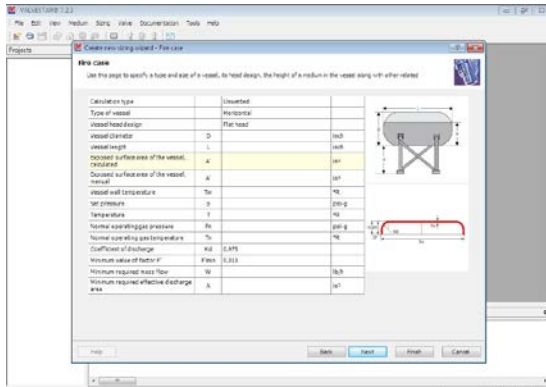 VALVESTAR® 7.2.3
File Edit View Medium Sizing Valve Documentation Tools Help
Projects
Create new sizing wizard - Fire case
Fire case
Use this page to specify a type and size of a vessel, its head design, the height of a medium in the vessel along with other related
Calculation type Unwetted
Type of vessel Horizontal
Vessel head design Flat head
Vessel diameter D inch
Vessel length L inch
Exposed surface area of the vessel, calculated A' in²
Exposed surface area of the vessel, manual A' in²
Vessel wall temperature Tw °R
Set pressure p psi-g
Temperature T °R
Normal operating gas pressure Pn psi-g
Normal operating gas temperature Tn °R
Coefficient of discharge Kd 0.975
Minimum value of factor F' F'min 0.010
Minimum required mass flow W lb/h
Minimum required effective discharge area A in²
Help Back Next Finish Cancel